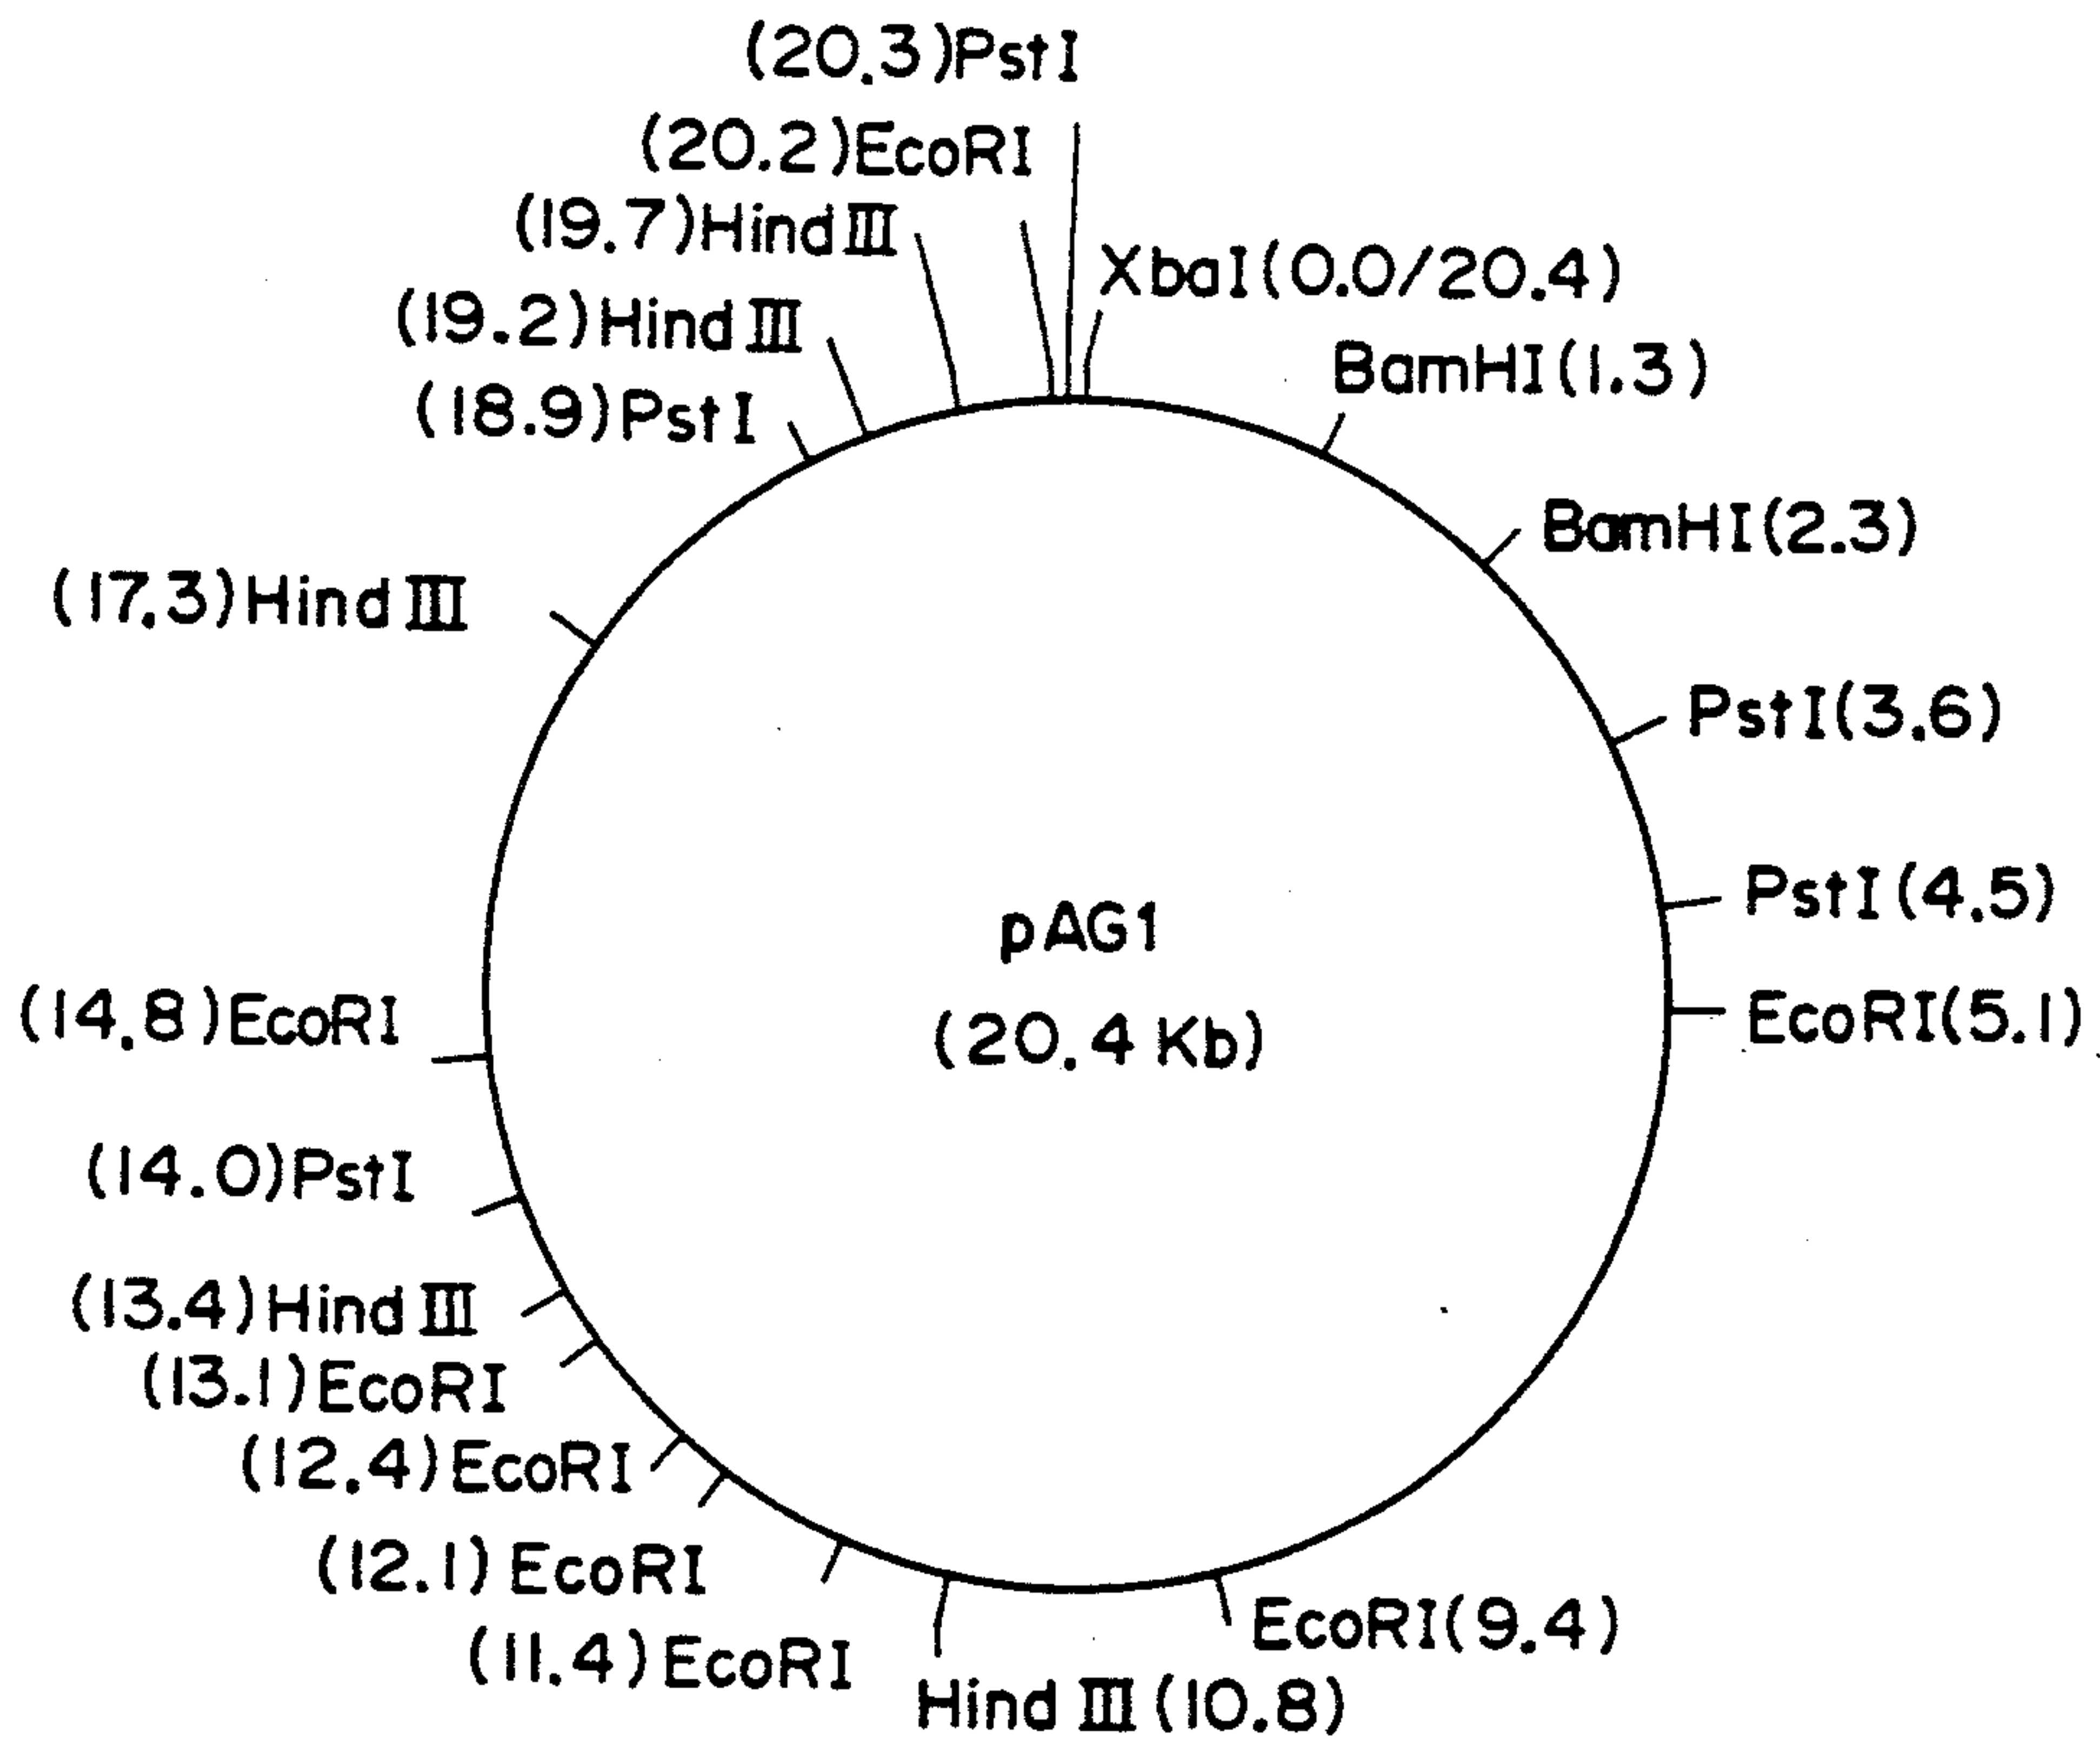 (20.3)PstI
(20.2)EcoRI
(19.7)HindIII
XbaI(0.0/20.4)
(19.2)HindIII
BamHI(1.3)
(18.9)PstI
BamHI(2.3)
(17.3)HindIII
PstI(3.6)
PstI(4.5)
pAG1
(14.8)EcoRI
EcoRI(5.1)
(20.4 Kb)
(14.0)PstI
(13.4)HindIII
(13.1)EcoRI
(12.4)EcoRI
(12.1)EcoRI
EcoRI(9.4)
(11.4)EcoRI
Hind III(10.8)